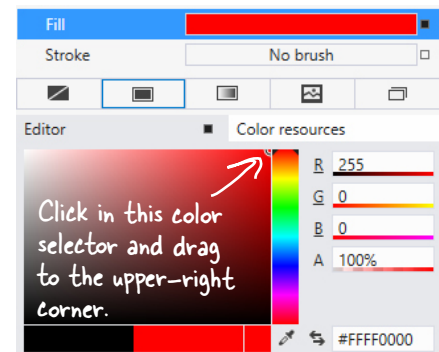 Fill
Stroke No brush
Editor Color resources
R 255
G 0
B 0
A 100%
Click in this color
selector and drag
to the upper-right
corner.
#FFFF0000